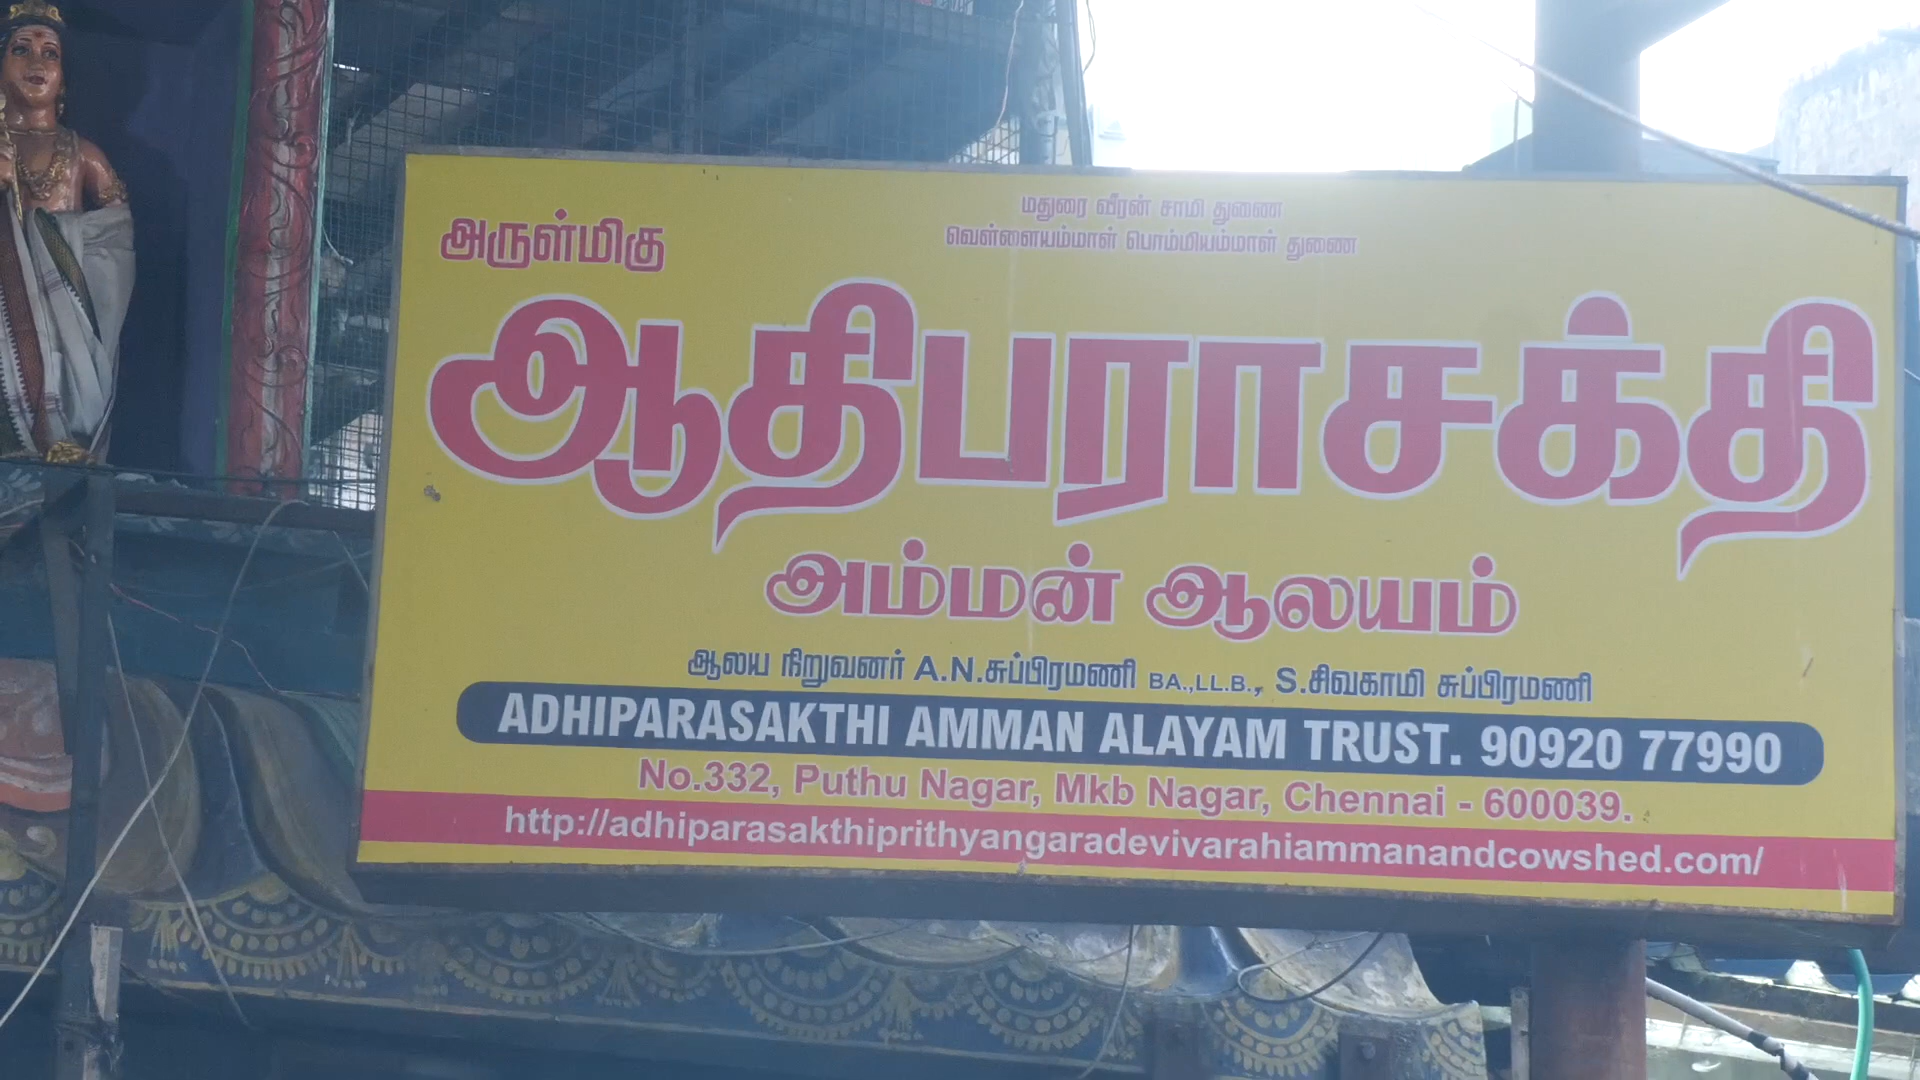 மதுரை வீரன் சாமி துணை
வெள்ளையம்மாள் பொம்மியம்மாள் துணை
அருள்மிகு
ஆதிபராசக்தி
அம்மன் ஆலயம்
ஆலய நிறுவனர் A.N.சுப்பிரமணி BA.,LL.B., S.சிவகாமி சுப்பிரமணி
ADHIPARASAKTHI AMMAN ALAYAM TRUST. 90920 77990
No.332, Puthu Nagar, Mkb Nagar, Chennai - 600039.
http://adhiparasakthiprithyangaradevivarahiammanandcowshed.com/